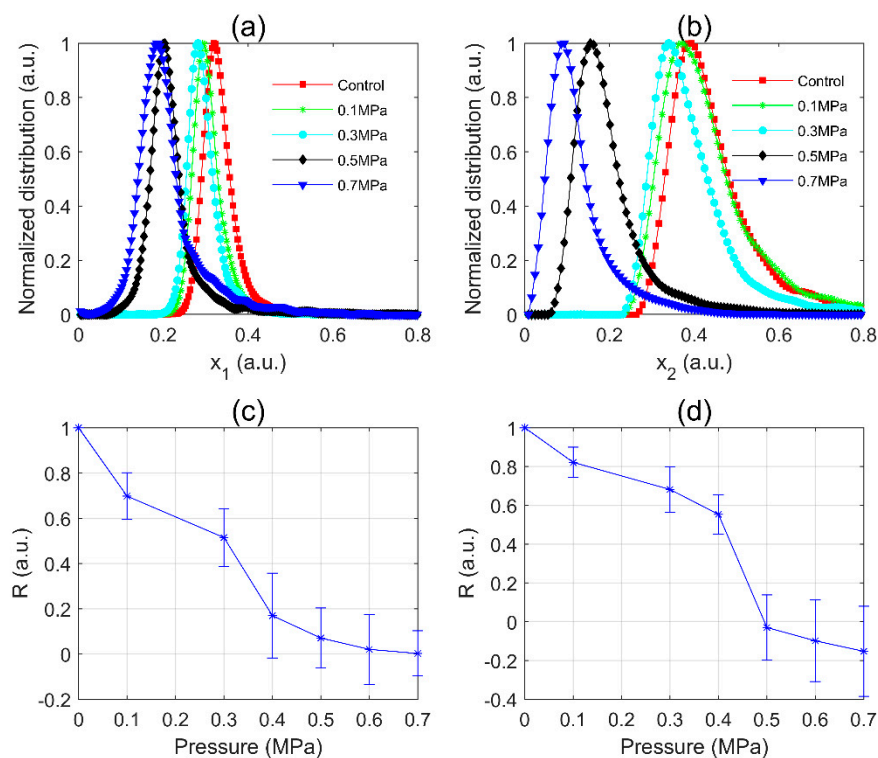 (a)
Normalized distribution (a.u.)
1
0.8
0.6
0.4
0.2
0
Control
0.1MPa
0.3MPa
0.5MPa
0.7MPa
0 0.2 0.4 0.6 0.8
x1 (a.u.)
(b)
Normalized distribution (a.u.)
1
0.8
0.6
0.4
0.2
0
Control
0.1MPa
0.3MPa
0.5MPa
0.7MPa
0 0.2 0.4 0.6 0.8
x2 (a.u.)
(c)
R (a.u.)
1
0.8
0.6
0.4
0.2
0
-0.2
0 0.1 0.2 0.3 0.4 0.5 0.6 0.7
Pressure (MPa)
(d)
R (a.u.)
1
0.8
0.6
0.4
0.2
0
-0.2
-0.4
0 0.1 0.2 0.3 0.4 0.5 0.6 0.7
Pressure (MPa)